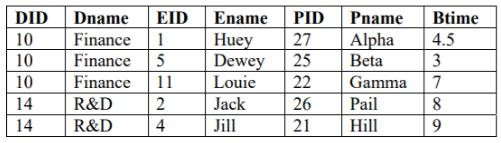 DID Dname EID Ename PID Pname Btime
10 Finance 1 Huey 27 Alpha 4.5
10 Finance 5 Dewey 25 Beta 3
10 Finance 11 Louie 22 Gamma 7
14 R&D 2 Jack 26 Pail 8
14 R&D 4 Jill 21 Hill 9